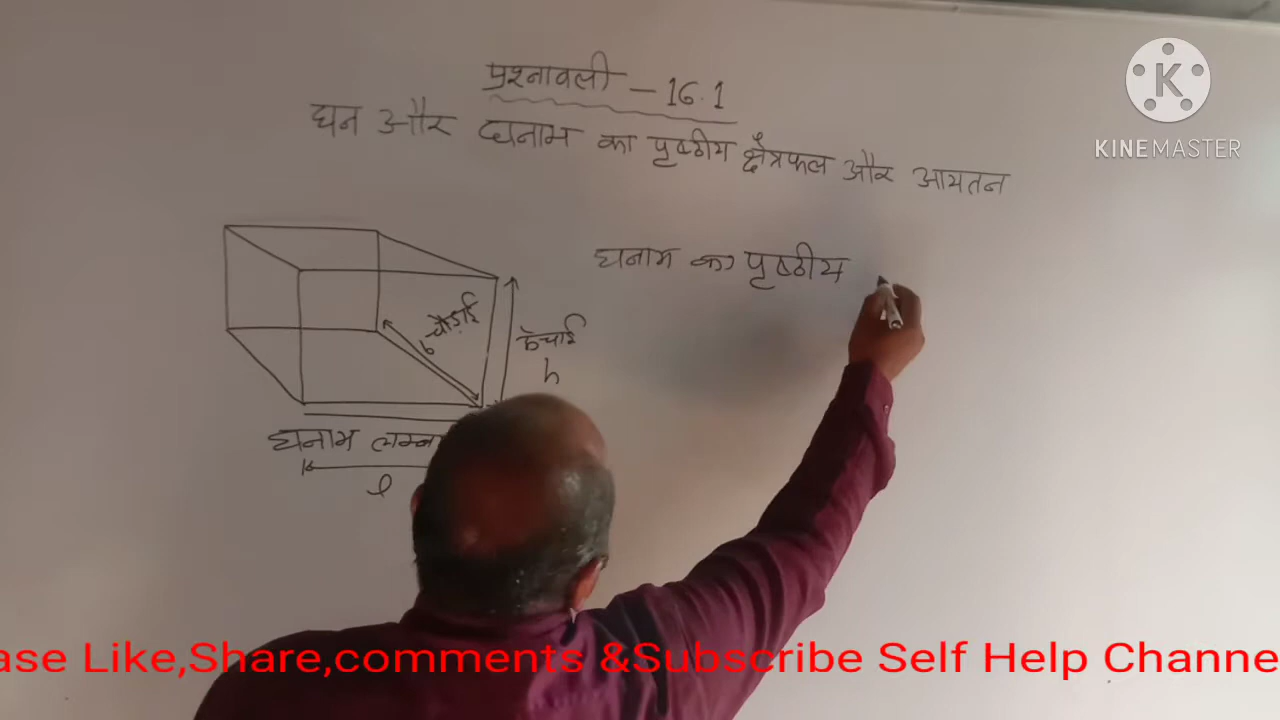 प्रश्नावली - 16.1
घन और घनाभ का पृष्ठीय क्षेत्रफल और आयतन
घनाभ का पृष्ठीय
चौड़ाई
b
ऊँचाई
h
घनाभ लम्बा
l
K
KINEMASTER
ase Like,Share,comments &Subscribe Self Help Channe